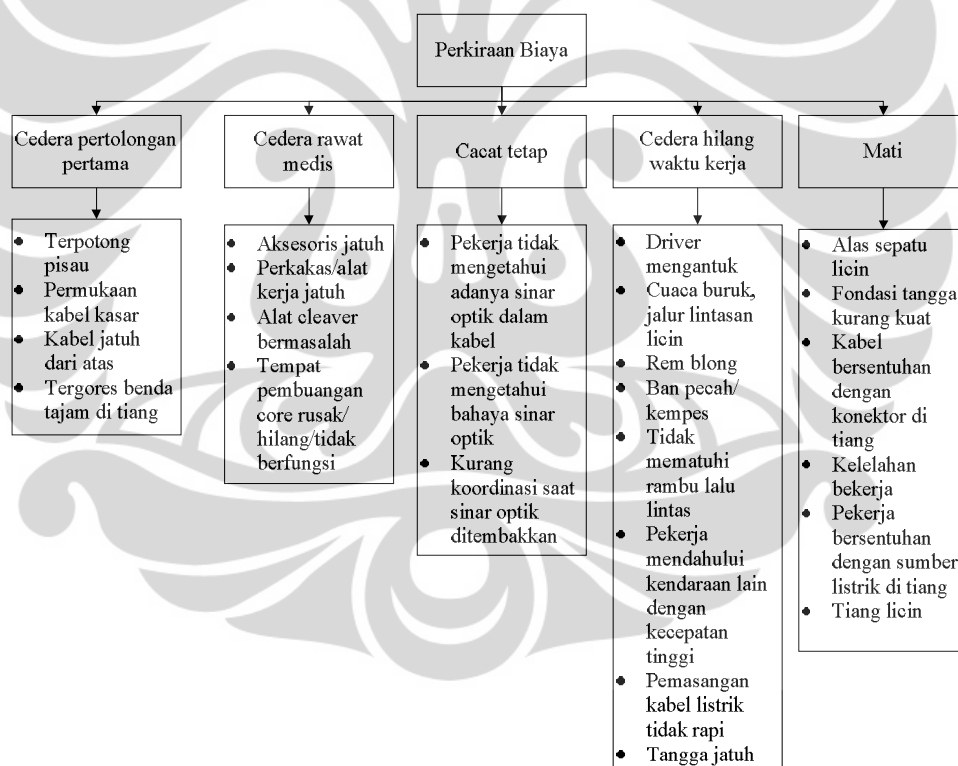 Perkiraan Biaya
Cedera pertolongan
pertama
Cedera rawat
medis
Cacat tetap
Cedera hilang
waktu kerja
Mati
• Terpotong
pisau
• Permukaan
kabel kasar
• Kabel jatuh
dari atas
• Tergores benda
tajam di tiang
• Aksesoris jatuh
• Perkakas/alat
kerja jatuh
• Alat cleaver
bermasalah
• Tempat
pembuangan
core rusak/
hilang/tidak
berfungsi
• Pekerja tidak
mengetahui
adanya sinar
optik dalam
kabel
• Pekerja tidak
mengetahui
bahaya sinar
optik
• Kurang
koordinasi saat
sinar optik
ditembakkan
• Driver
mengantuk
• Cuaca buruk,
jalur lintasan
licin
• Rem blong
• Ban pecah/
kempes
• Tidak
mematuhi
rambu lalu
lintas
• Pekerja
mendahului
kendaraan lain
dengan
kecepatan
tinggi
• Pemasangan
kabel listrik
tidak rapi
• Tangga jatuh
• Alas sepatu
licin
• Fondasi tangga
kurang kuat
• Kabel
bersentuhan
dengan
konektor di
tiang
• Kelelahan
bekerja
• Pekerja
bersentuhan
dengan sumber
listrik di tiang
• Tiang licin